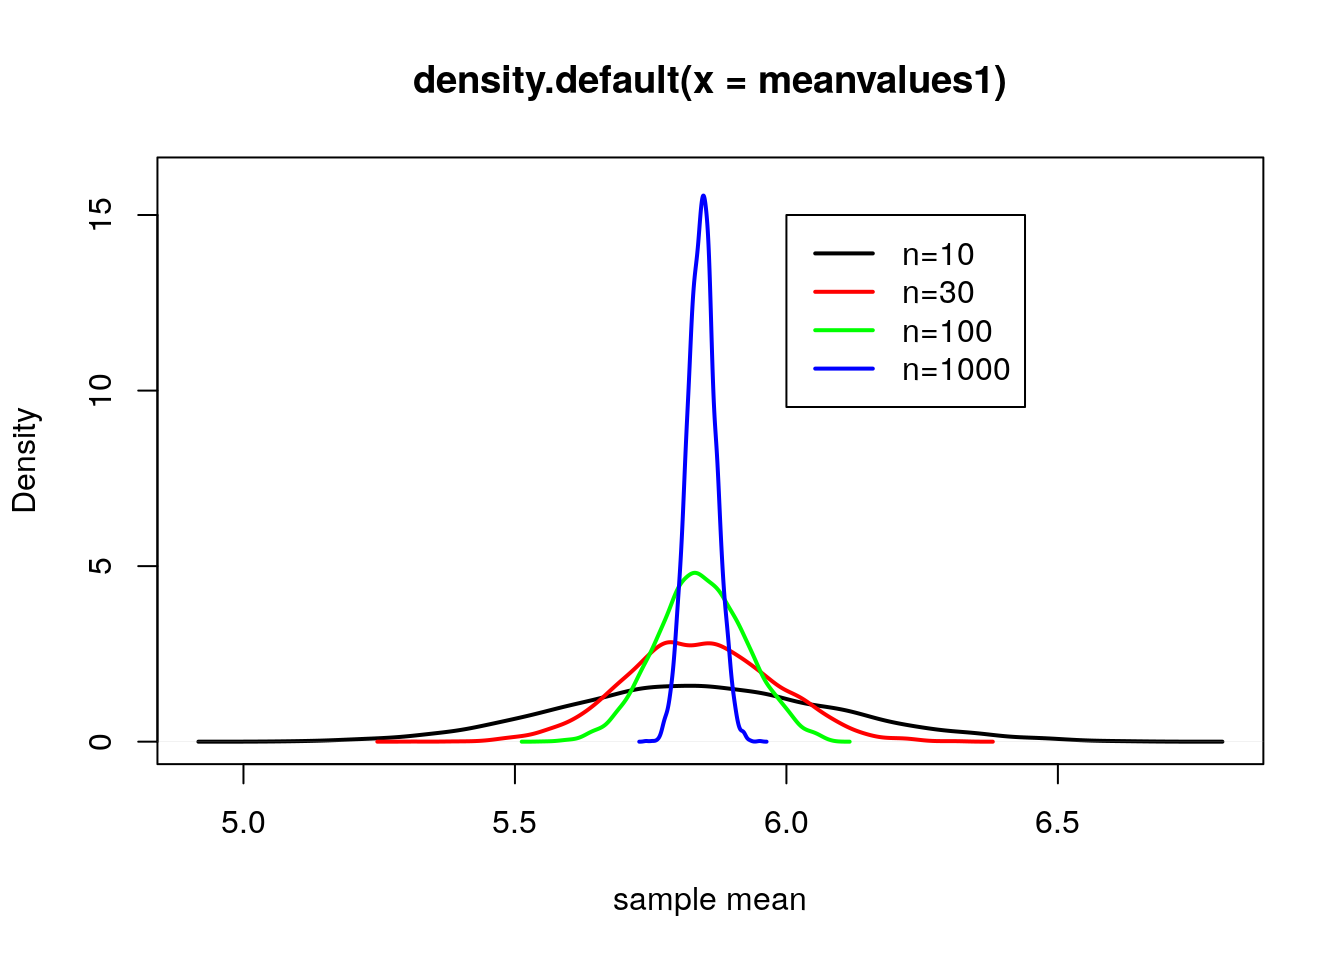 density.default(x = meanvalues1)
15
10
5
0
Density
n=10
n=30
n=100
n=1000
5.0 5.5 6.0 6.5
sample mean